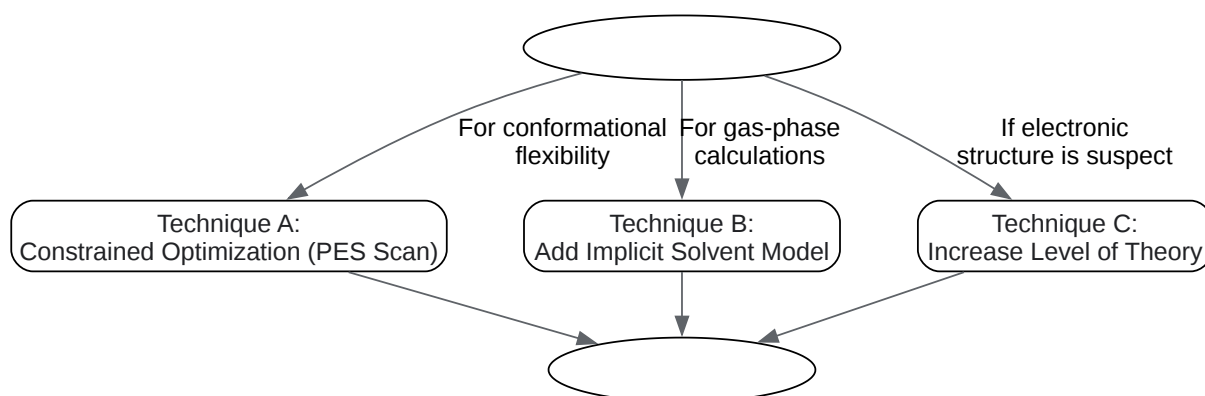 For conformational
flexibility
For gas-phase
calculations
If electronic
structure is suspect
Technique A:
Constrained Optimization (PES Scan)
Technique B:
Add Implicit Solvent Model
Technique C:
Increase Level of Theory